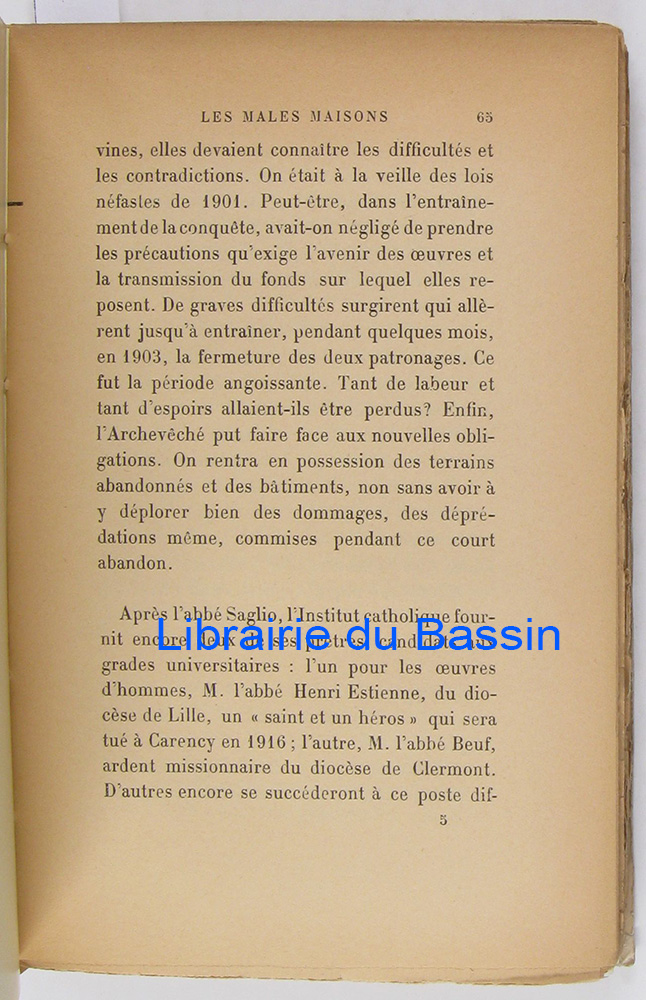 LES MALES MAISONS 65
vines, elles devaient connaître les difficultés et
les contradictions. On était à la veille des lois
néfastes de 1901. Peut-être, dans l'entraîne-
ment de la conquête, avait-on négligé de prendre
les précautions qu'exige l'avenir des œuvres et
la transmission du fonds sur lequel elles re-
posent. De graves difficultés surgirent qui allè-
rent jusqu'à entraîner, pendant quelques mois,
en 1903, la fermeture des deux patronages. Ce
fut la période angoissante. Tant de labeur et
tant d'espoirs allaient-ils être perdus? Enfin,
l'Archevêché put faire face aux nouvelles obli-
gations. On rentra en possession des terrains
abandonnés et des bâtiments, non sans avoir à
y déplorer bien des dommages, des dépré-
dations même, commises pendant ce court
abandon.
Après l'abbé Saglio, l'Institut catholique four-
nit encore deux de ses prêtres, candidats aux
Librairie du Bassin
grades universitaires : l'un pour les œuvres
d'hommes, M. l'abbé Henri Estienne, du dio-
cèse de Lille, un « saint et un héros » qui sera
tué à Carency en 1916 ; l'autre, M. l'abbé Beuf,
ardent missionnaire du diocèse de Clermont.
D'autres encore se succéderont à ce poste dif-
5